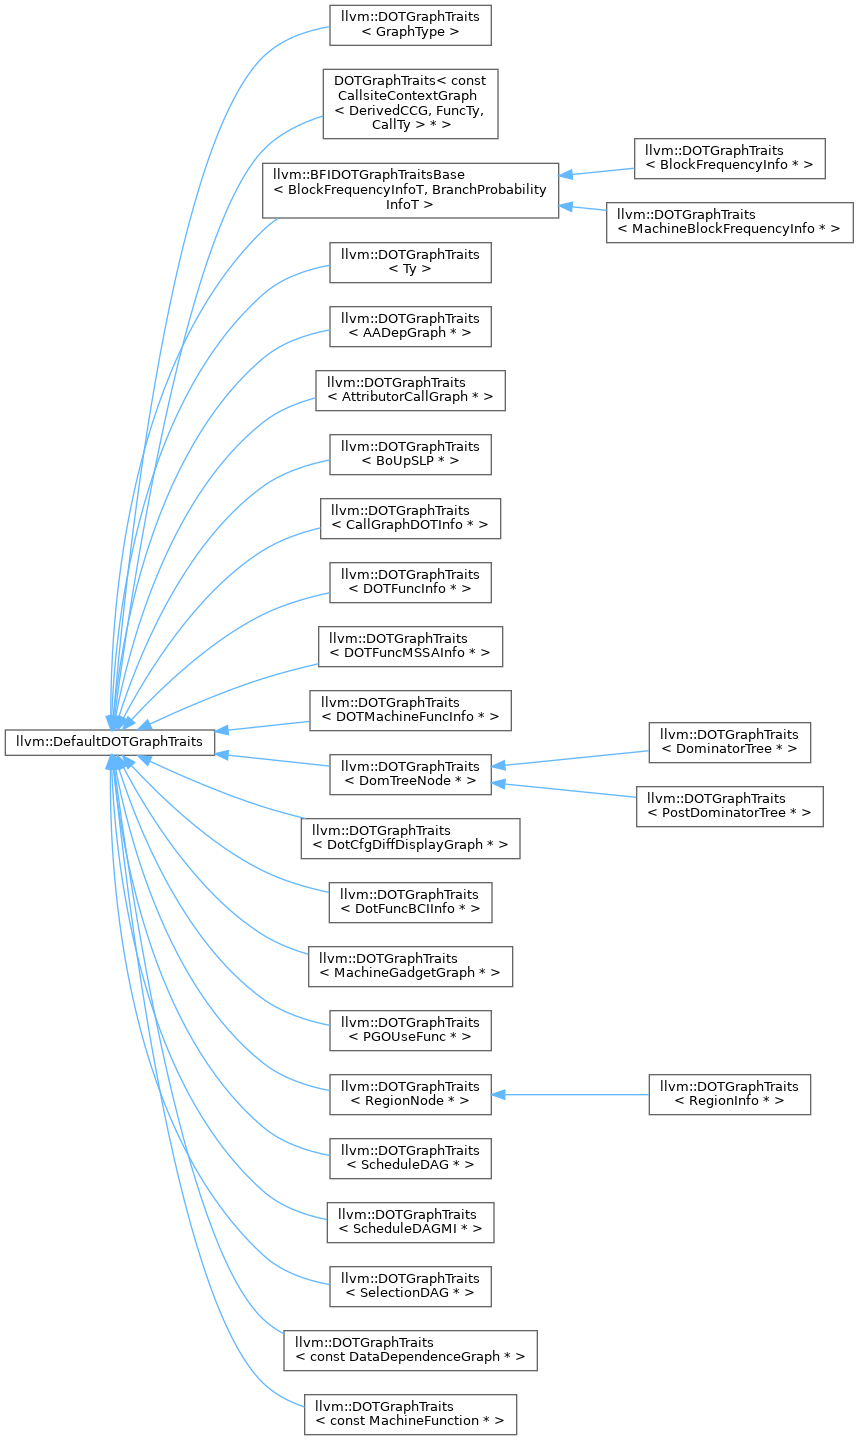 llvm::DOTGraphTraits
< GraphType >
DOTGraphTraits< const
CallsiteContextGraph
< DerivedCCG, FuncTy,
CallTy > * >
llvm::BFIDOTGraphTraitsBase
< BlockFrequencyInfoT, BranchProbability
InfoT >
llvm::DOTGraphTraits
< BlockFrequencyInfo * >
llvm::DOTGraphTraits
< MachineBlockFrequencyInfo * >
llvm::DOTGraphTraits
< Ty >
llvm::DOTGraphTraits
< AADepGraph * >
llvm::DOTGraphTraits
< AttributorCallGraph * >
llvm::DOTGraphTraits
< BoUpSLP * >
llvm::DOTGraphTraits
< CallGraphDOTInfo * >
llvm::DOTGraphTraits
< DOTFuncInfo * >
llvm::DOTGraphTraits
< DOTFuncMSSAInfo * >
llvm::DOTGraphTraits
< DOTMachineFuncInfo * >
llvm::DefaultDOTGraphTraits
llvm::DOTGraphTraits
< DomTreeNode * >
llvm::DOTGraphTraits
< DominatorTree * >
llvm::DOTGraphTraits
< PostDominatorTree * >
llvm::DOTGraphTraits
< DotCfgDiffDisplayGraph * >
llvm::DOTGraphTraits
< DotFuncBCIInfo * >
llvm::DOTGraphTraits
< MachineGadgetGraph * >
llvm::DOTGraphTraits
< PGOUseFunc * >
llvm::DOTGraphTraits
< RegionNode * >
llvm::DOTGraphTraits
< RegionInfo * >
llvm::DOTGraphTraits
< ScheduleDAG * >
llvm::DOTGraphTraits
< ScheduleDAGMI * >
llvm::DOTGraphTraits
< SelectionDAG * >
llvm::DOTGraphTraits
< const DataDependenceGraph * >
llvm::DOTGraphTraits
< const MachineFunction * >